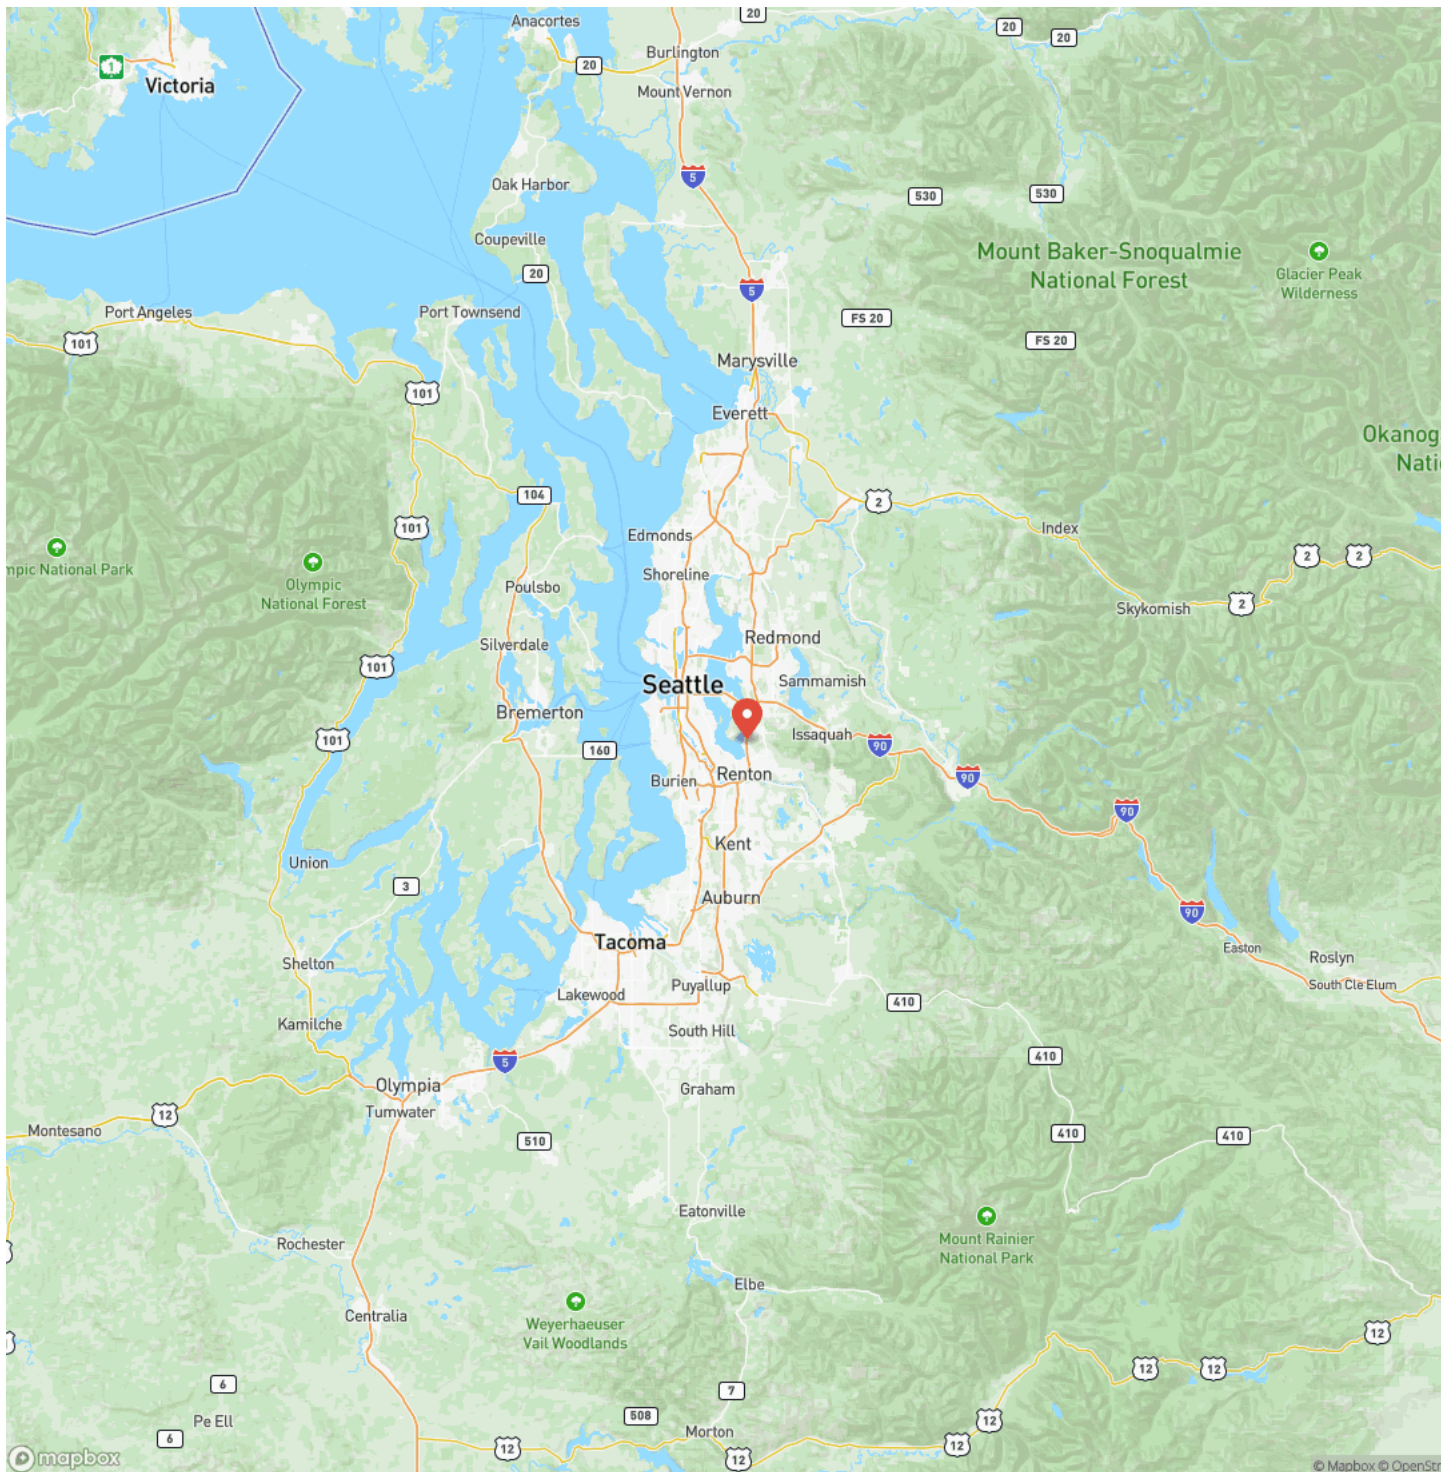 Anacortes
20
20
20
Burlington
1
Victoria
20
Mount Vernon
5
Oak Harbor
530
530
Coupeville
Mount Baker-Snoqualmie
National Forest
Glacier Peak
Wilderness
20
5
Port Angeles
Port Townsend
FS 20
101
FS 20
Marysville
101
Everett
Okanog
Nati
104
2
101
Index
Edmonds
mpic National Park
2
2
Shoreline
Olympic
National Forest
Poulsbo
2
Skykomish
Redmond
Silverdale
101
Seattle
Sammamish
Bremerton
101
160
Issaquah
90
Renton
90
Burien
90
Kent
Union
3
Auburn
90
Tacoma
Easton
Roslyn
Shelton
South Cle Elum
Puyallup
Lakewood
410
Kamilche
South Hill
410
5
Olympia
Graham
Tumwater
12
Montesano
510
410
410
Eatonville
Mount Rainier
National Park
Rochester
Elbe
Centralia
Weyerhaeuser
Vail Woodlands
12
12
12
6
7
Pe Ell
508
12
6
Morton
12
12
12
mapbox
© Mapbox © OpenStr